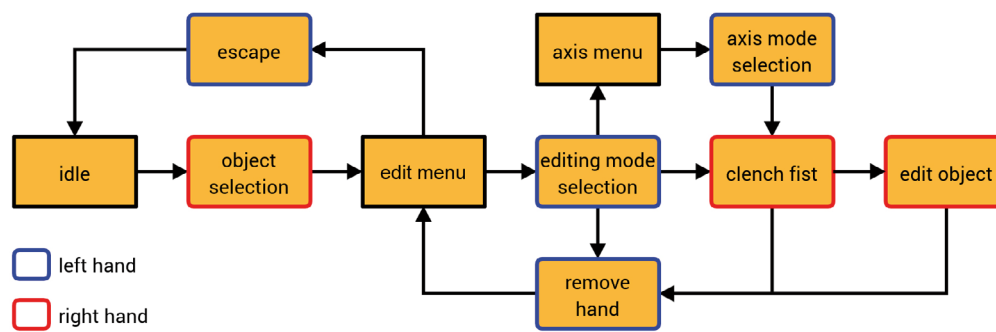 escape
axis menu
axis mode
selection
idle
object
selection
edit menu
editing mode
selection
clench fist
edit object
left hand
remove
hand
right hand